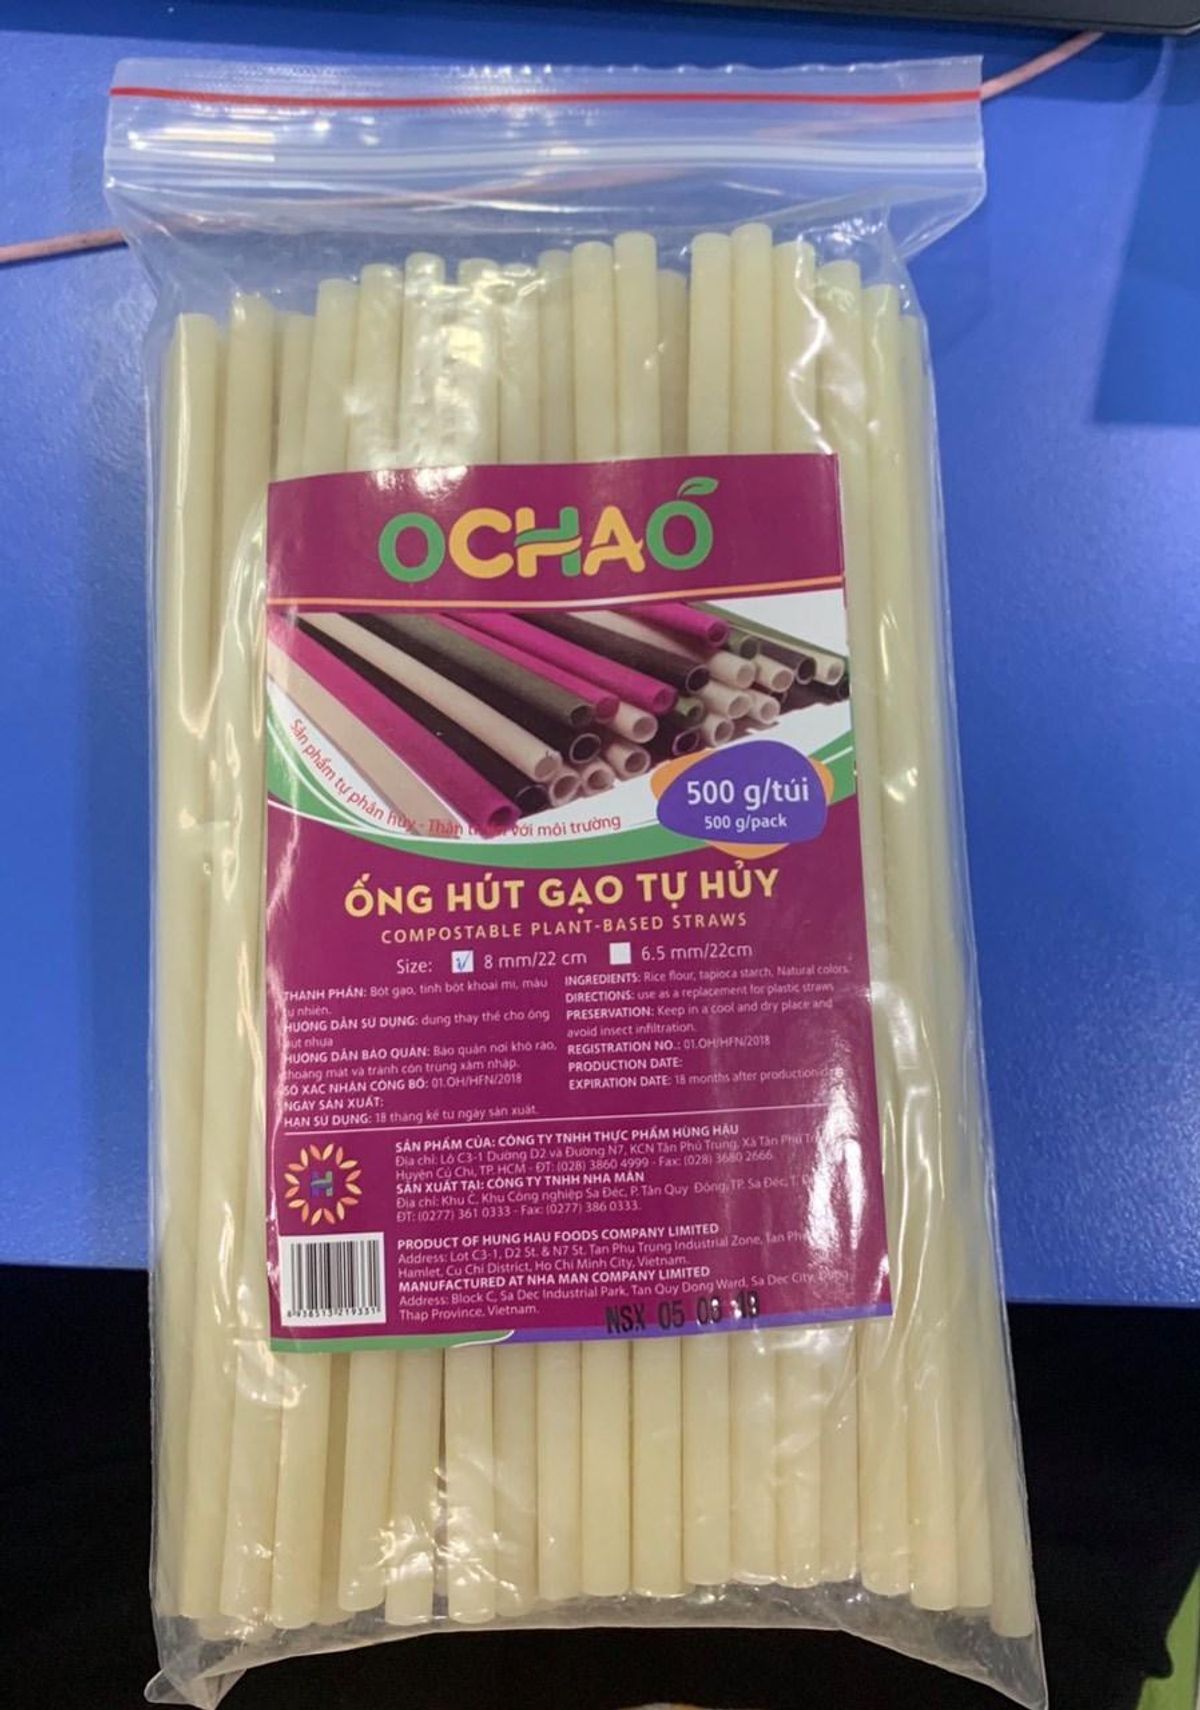 OCHAO
Sản phẩm tự phân hủy - Thân với môi trường
500 g/túi
500 g/pack
ỐNG HÚT GẠO TỰ HỦY
COMPOSTABLE PLANT-BASED STRAWS
Size: 8 mm/22 cm 6.5 mm/22cm
THÀNH PHẦN: Bột gạo, tinh bột khoai mì, màu
tự nhiên.
HƯỚNG DẪN SỬ DỤNG: dùng thay thế cho ống
hút nhựa
HƯỚNG DẪN BẢO QUẢN: Bảo quản nơi khô ráo,
thoáng mát và tránh côn trùng xâm nhập.
SỐ XÁC NHẬN CÔNG BỐ: 01.OH/HFN/2018
NGÀY SẢN XUẤT:
HẠN SỬ DỤNG: 18 tháng kể từ ngày sản xuất.
INGREDIENTS: Rice flour, tapioca starch, Natural colors.
DIRECTIONS: use as a replacement for plastic straws
PRESERVATION: Keep in a cool and dry place and
avoid insect infiltration.
REGISTRATION NO.: 01.OH/HFN/2018
PRODUCTION DATE:
EXPIRATION DATE: 18 months after production
SẢN PHẨM CỦA: CÔNG TY TNHH THỰC PHẨM HÙNG HẬU
Địa chỉ: Lô C3-1 Đường D2 và Đường N7, KCN Tân Phú Trung, Xã Tân Phú
Huyện Củ Chi, TP. HCM - ĐT: (028) 3860 4999 - Fax: (028) 3680 2666
SẢN XUẤT TẠI: CÔNG TY TNHH NHA MÂN
Địa chỉ: Khu C, Khu Công nghiệp Sa Đéc, P. Tân Quy Đông, TP. Sa Đéc, T.
ĐT: (0277) 361 0333 - Fax: (0277) 386 0333.
PRODUCT OF HUNG HAU FOODS COMPANY LIMITED
Address: Lot C3-1, D2 St. & N7 St. Tan Phu Trung Industrial Zone, Tan
Hamlet, Cu Chi District, Ho Chi Minh City, Vietnam.
MANUFACTURED AT NHA MAN COMPANY LIMITED
Address: Block C, Sa Dec Industrial Park, Tan Quy Dong Ward, Sa Dec City, Dong
Thap Province, Vietnam.
8 938513 219331
NSX 05 19